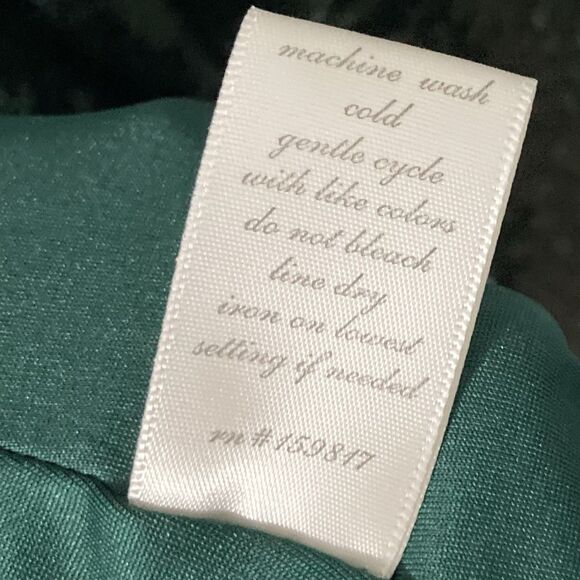 machine wash
cold
gentle cycle
with like colors
do not bleach
line dry
iron on lowest
setting if needed
rn #159817